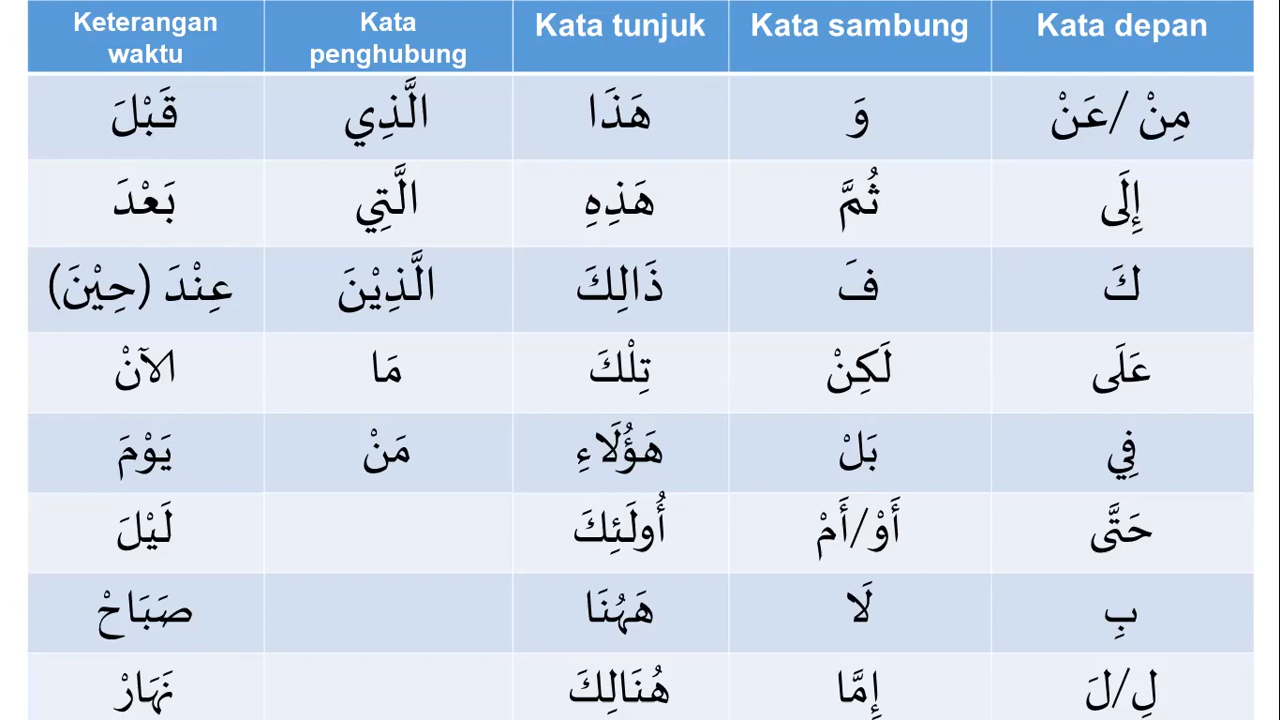 Keterangan waktu Kata penghubung Kata tunjuk Kata sambung Kata depan
قَبْلَ الَّذِي هَذَا وَ مِنْ /عَنْ
بَعْدَ الَّتِي هَذِهِ ثُمَّ إِلَى
عِنْدَ (حِيْنَ) الَّذِيْنَ ذَالِكَ فَ كَ
الآنْ مَا تِلْكَ لَكِنْ عَلَى
يَوْمَ مَنْ هَؤُلَاءِ بَلْ فِي
لَيْلَ أُولَئِكَ أَوْ/أَمْ حَتَّى
صَبَاحْ هَهُنَا لَا بِ
نَهَارْ هُنَالِكَ إِمَّا لِ/لَ